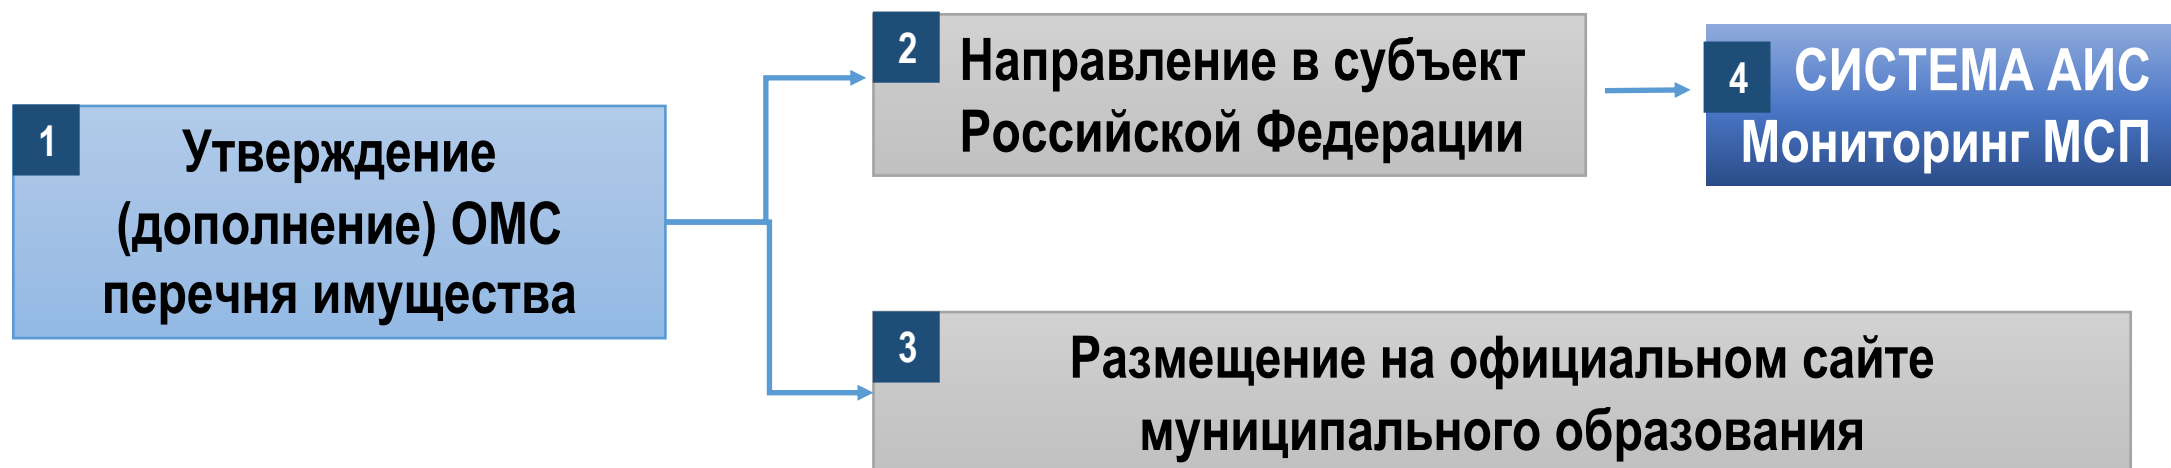 1
Утверждение
(дополнение) ОМС
перечня имущества
2
Направление в субъект
Российской Федерации
4
СИСТЕМА АИС
Мониторинг МСП
3
Размещение на официальном сайте
муниципального образования